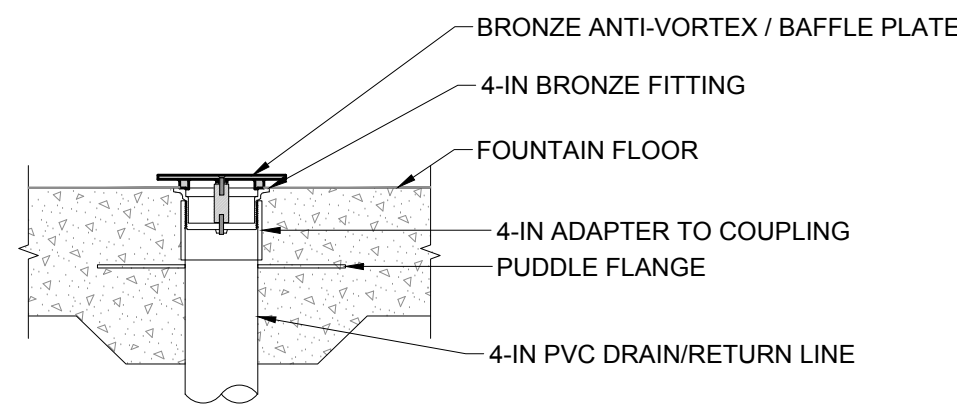 BRONZE ANTI-VORTEX / BAFFLE PLATE
4-IN BRONZE FITTING
FOUNTAIN FLOOR
4-IN ADAPTER TO COUPLING
PUDDLE FLANGE
4-IN PVC DRAIN/RETURN LINE